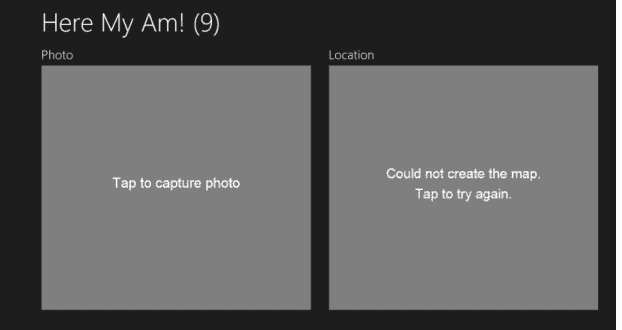 Here My Am! (9)
Photo
Location
Tap to capture photo
Could not create the map.
Tap to try again.